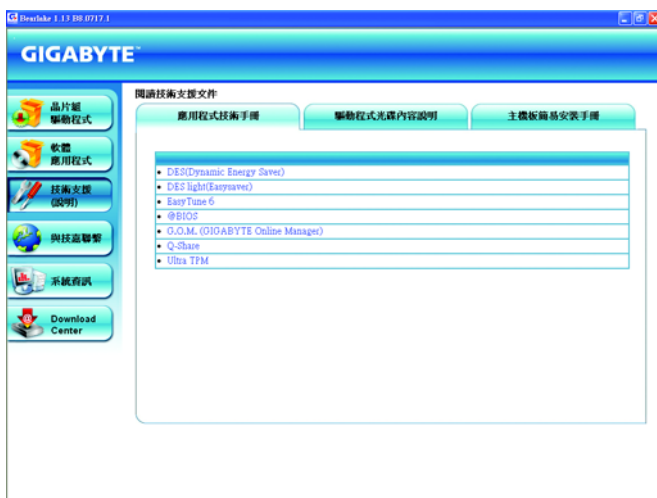 Bearlake 1.13 B8.0717.1
GIGABYTE™
閱讀技術支援文件
晶片組
驅動程式
軟體
應用程式
技術支援
(說明)
與技嘉聯繫
系統資訊
Download
Center
應用程式技術手冊
驅動程式光碟內容說明
主機板簡易安裝手冊
• DES(Dynamic Energy Saver)
• DES light(Easysaver)
• EasyTune 6
• @BIOS
• G.O.M. (GIGABYTE Online Manager)
• Q-Share
• Ultra TPM